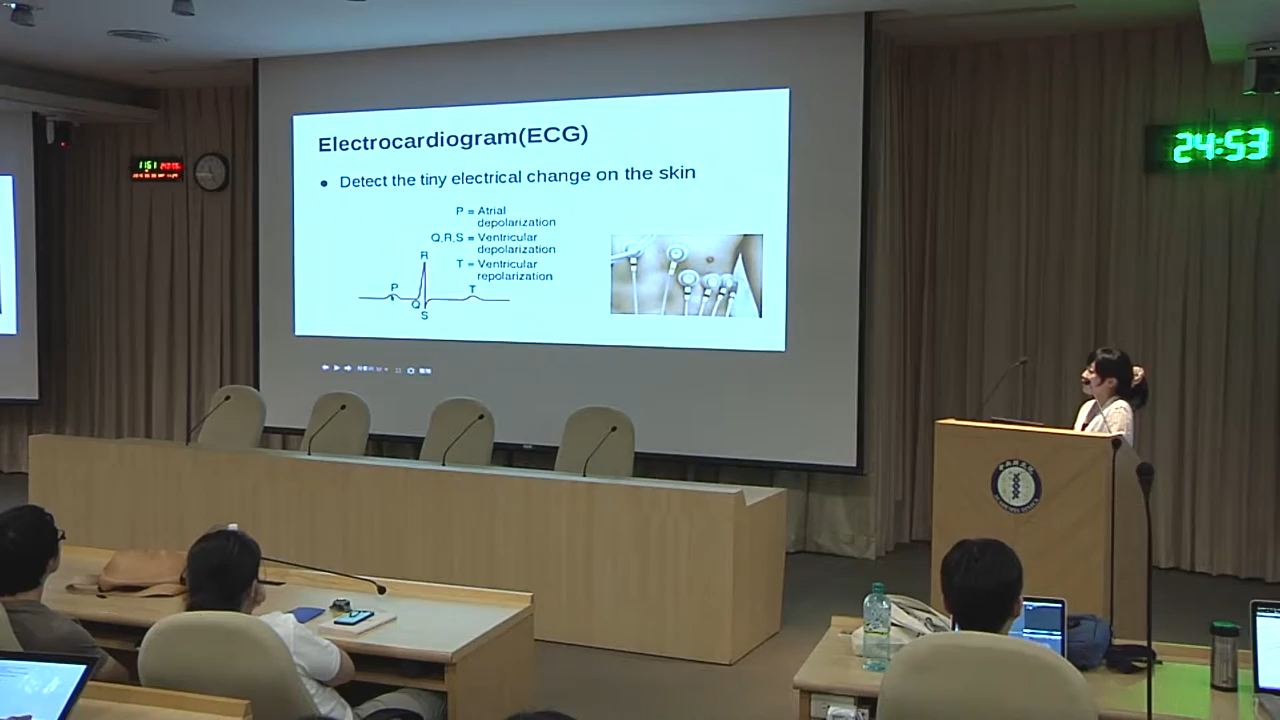 Electrocardiogram(ECG)
● Detect the tiny electrical change on the skin
P = Atrial
depolarization
Q,R,S = Ventricular
depolarization
T = Ventricular
repolarization
R
P
T
Q
S
24:53